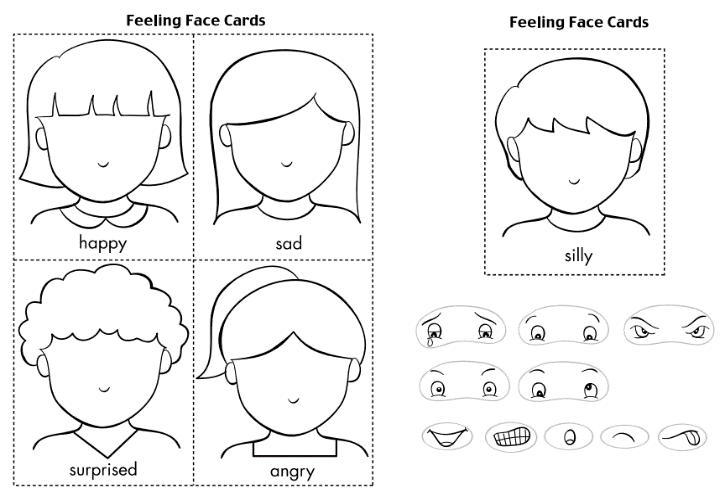 Feeling Face Cards
happy
sad
surprised
angry
Feeling Face Cards
silly